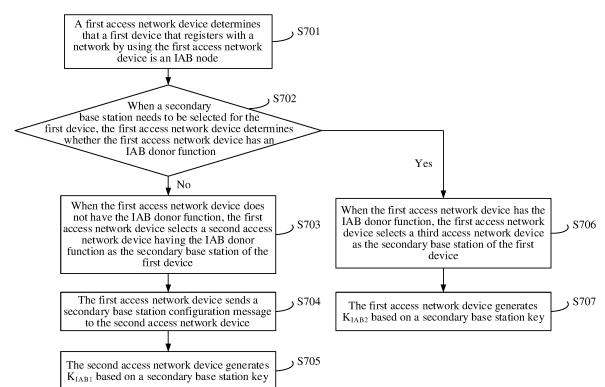 A first access network device determines
that a first device that registers with a
network by using the first access network
device is an IAB node
S701
When a secondary
base station needs to be selected for the
first device, the first access network device determines
whether the first access network device has an
IAB donor function
S702
Yes
No
When the first access network device does
not have the IAB donor function, the first
access network device selects a second access
network device having the IAB donor
function as the secondary base station of the
first device
S703
When the first access network device has the
IAB donor function, the first access network
device selects a third access network device
as the secondary base station of the first
device
S706
The first access network device sends a
secondary base station configuration message
to the second access network device
S704
The first access network device generates
KIAB2 based on a secondary base station key
S707
The second access network device generates
KIAB1 based on a secondary base station key
S705